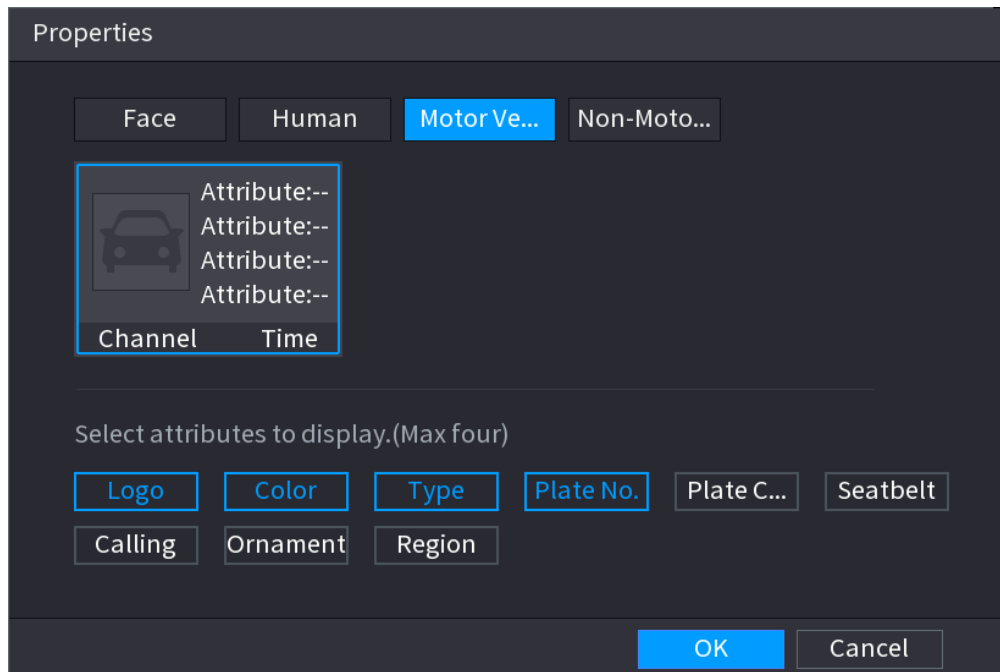 Properties
Face Human Motor Ve... Non-Moto...
Attribute:--
Attribute:--
Attribute:--
Attribute:--
Channel Time
Select attributes to display.(Max four)
Logo Color Type Plate No. Plate C... Seatbelt
Calling Ornament Region
OK Cancel